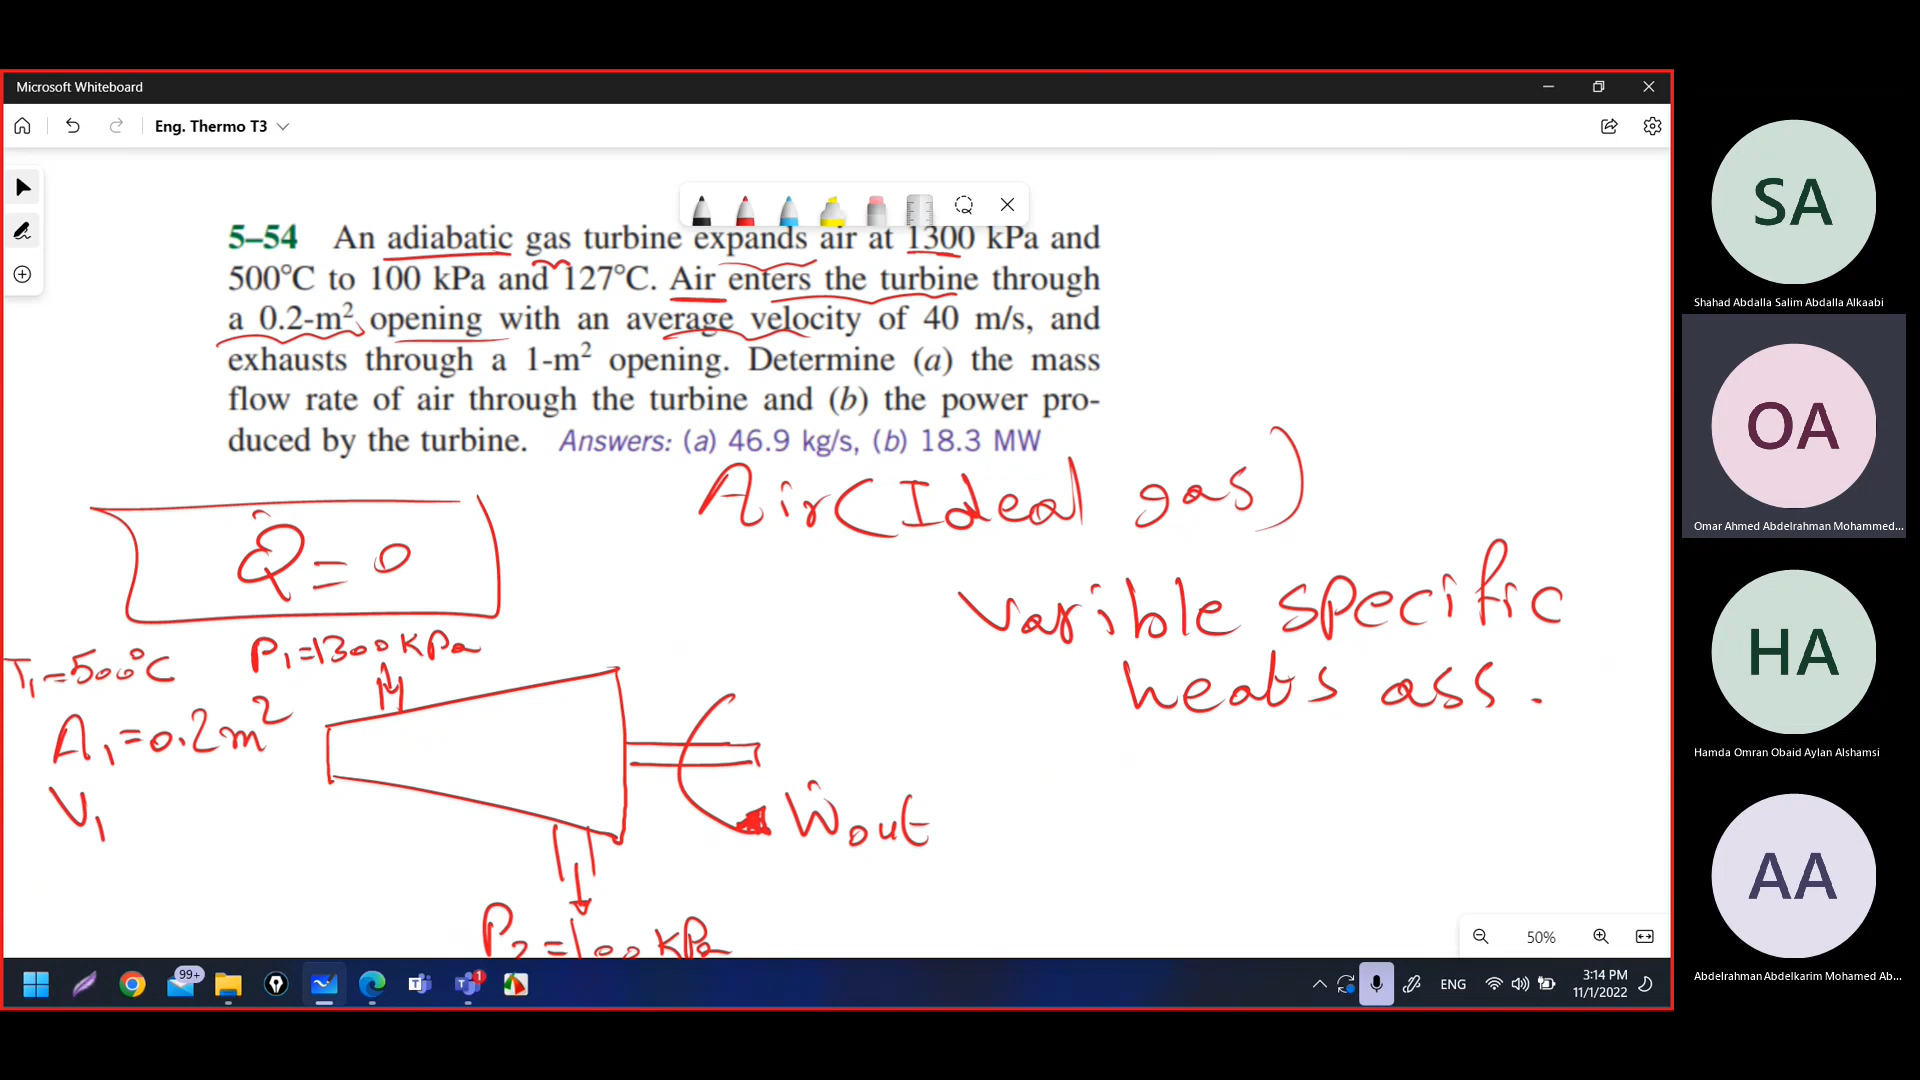 Microsoft Whiteboard
Eng. Thermo T3
5–54 An adiabatic gas turbine expands air at 1300 kPa and
500°C to 100 kPa and 127°C. Air enters the turbine through
a 0.2-m² opening with an average velocity of 40 m/s, and
exhausts through a 1-m² opening. Determine (a) the mass
flow rate of air through the turbine and (b) the power pro-
duced by the turbine. Answers: (a) 46.9 kg/s, (b) 18.3 MW
Air (Ideal gas)
Q̇ = 0
varible specific
heats ass.
P₁=1300 kPa
T₁=500°C
A₁=0.2m²
V₁
Ẇout
P₂=100 kPa
50%
99+
1
ENG
3:14 PM
11/1/2022
SA
Shahad Abdalla Salim Abdalla Alkaabi
OA
Omar Ahmed Abdelrahman Mohammed...
HA
Hamda Omran Obaid Aylan Alshamsi
AA
Abdelrahman Abdelkarim Mohamed Ab...